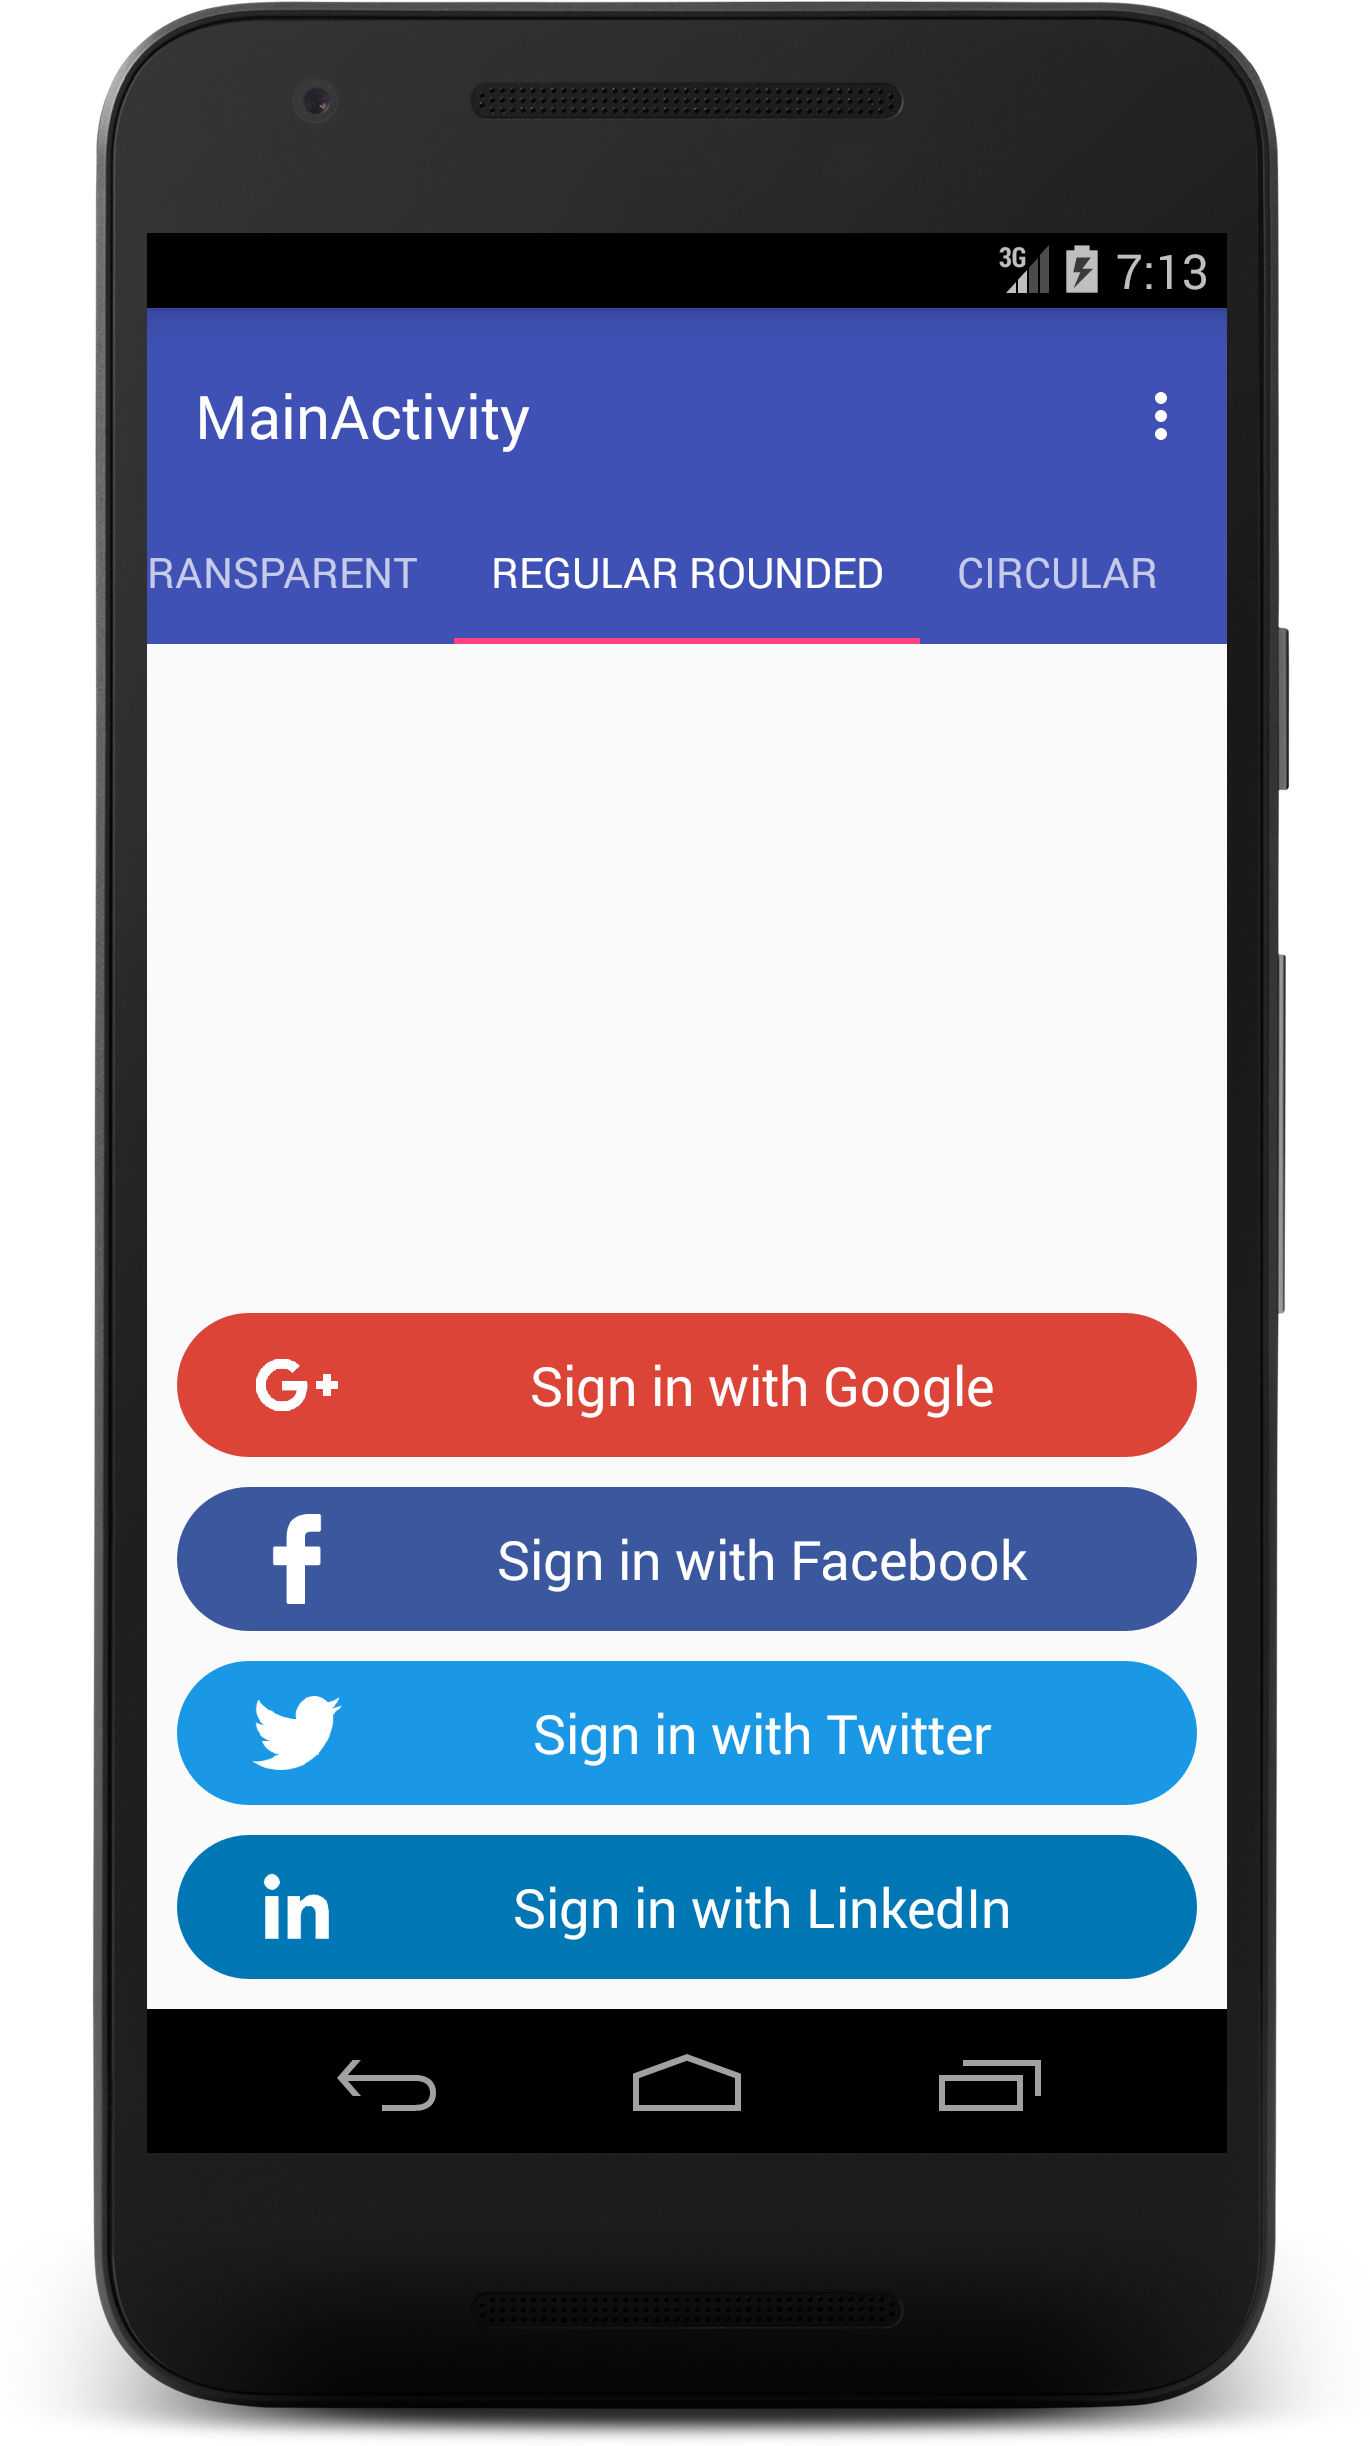 3G 7:13
MainActivity
RANSPARENT REGULAR ROUNDED CIRCULAR
G+ Sign in with Google
f Sign in with Facebook
Sign in with Twitter
in Sign in with LinkedIn